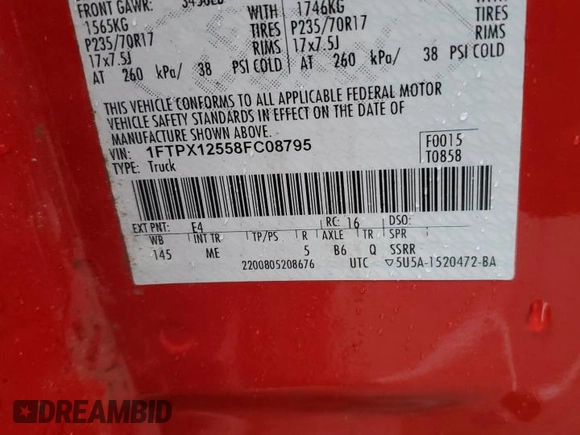 FRONT GAWR: 3450LB
1565KG WITH 1746KG WITH
P235/70R17 TIRES P235/70R17 TIRES
17x7.5J RIMS 17x7.5J RIMS
AT 260 kPa/ 38 PSI COLD AT 260 kPa/ 38 PSI COLD
THIS VEHICLE CONFORMS TO ALL APPLICABLE FEDERAL MOTOR
VEHICLE SAFETY STANDARDS IN EFFECT ON THE DATE OF
MANUFACTURE SHOWN ABOVE.
VIN: 1FTPX12558FC08795 F0015
TYPE: Truck T0858
EXT PNT: E4 RC: 16 DSO:
WB INT TR TP/PS R AXLE TR SPR
145 ME 5 B6 Q SSRR
2200805208676 UTC ▽5U5A-1520472-BA
DREAMBID